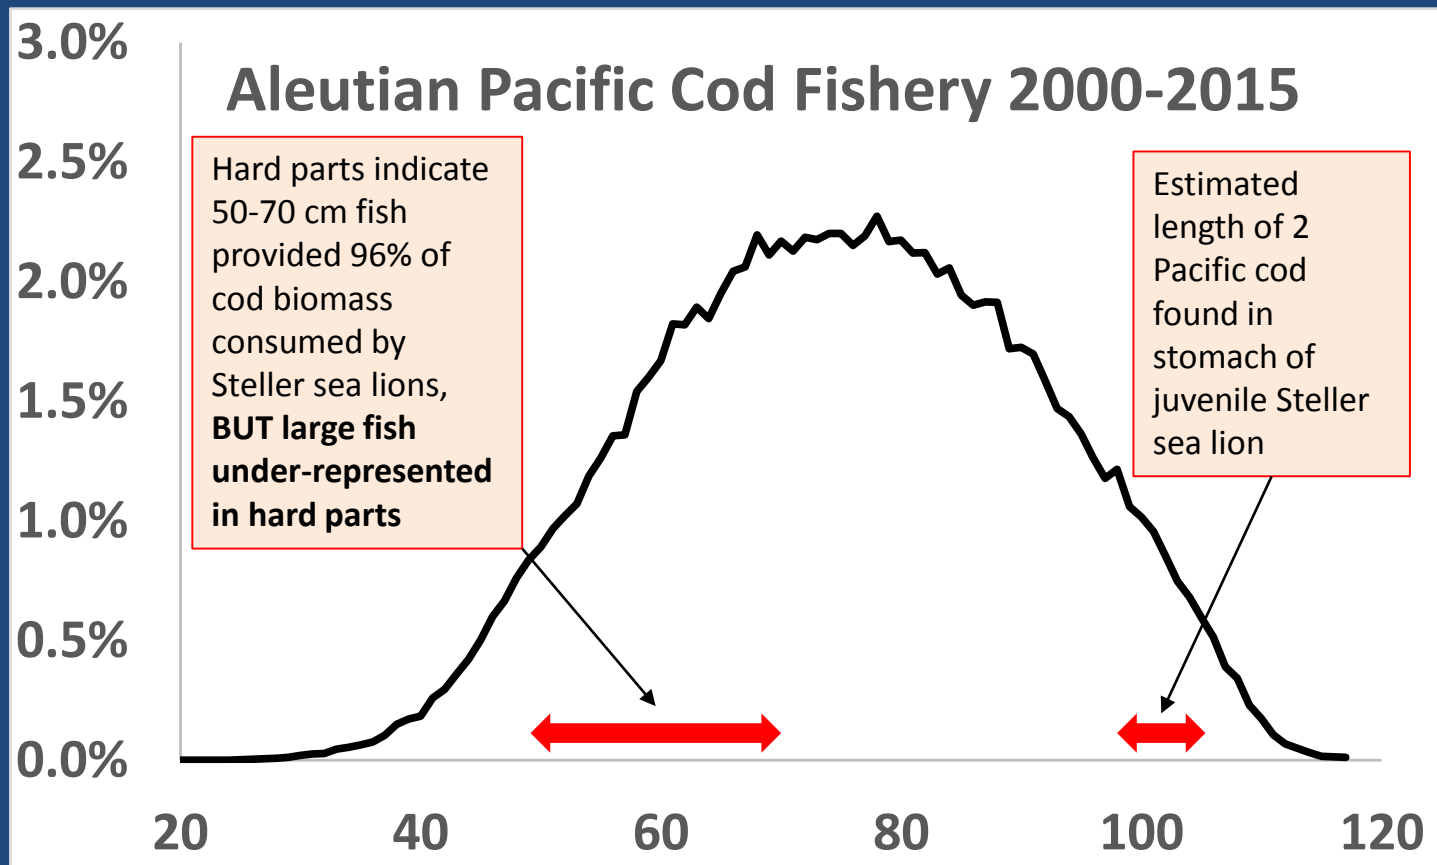 3.0%
Aleutian Pacific Cod Fishery 2000-2015
2.5%
2.0%
1.5%
1.0%
0.5%
0.0%
Hard parts indicate
50-70 cm fish
provided 96% of
cod biomass
consumed by
Steller sea lions,
BUT large fish
under-represented
in hard parts
Estimated
length of 2
Pacific cod
found in
stomach of
juvenile Steller
sea lion
20 40 60 80 100 120